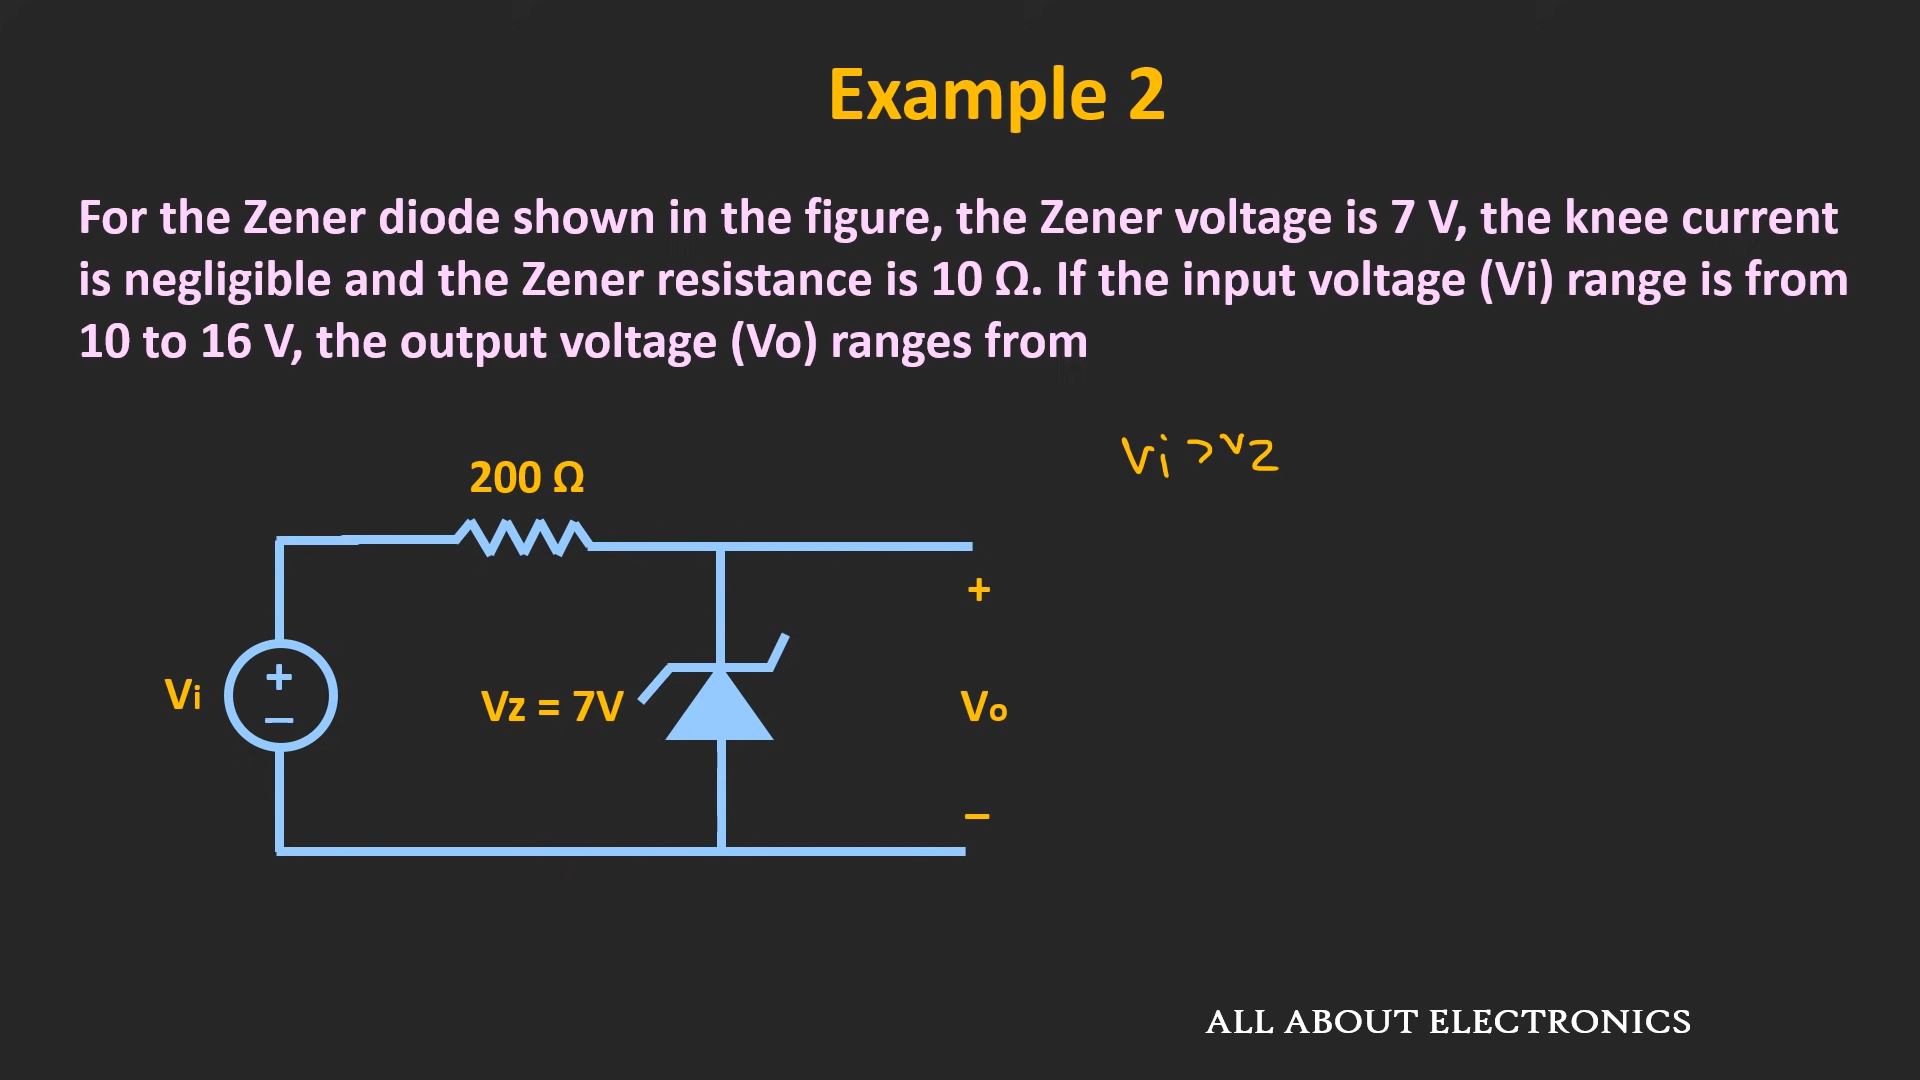 Example 2
For the Zener diode shown in the figure, the Zener voltage is 7 V, the knee current
is negligible and the Zener resistance is 10 Ω. If the input voltage (Vi) range is from
10 to 16 V, the output voltage (Vo) ranges from
Vi > Vz
200 Ω
+
+
Vi
–
Vz = 7V
Vo
–
ALL ABOUT ELECTRONICS